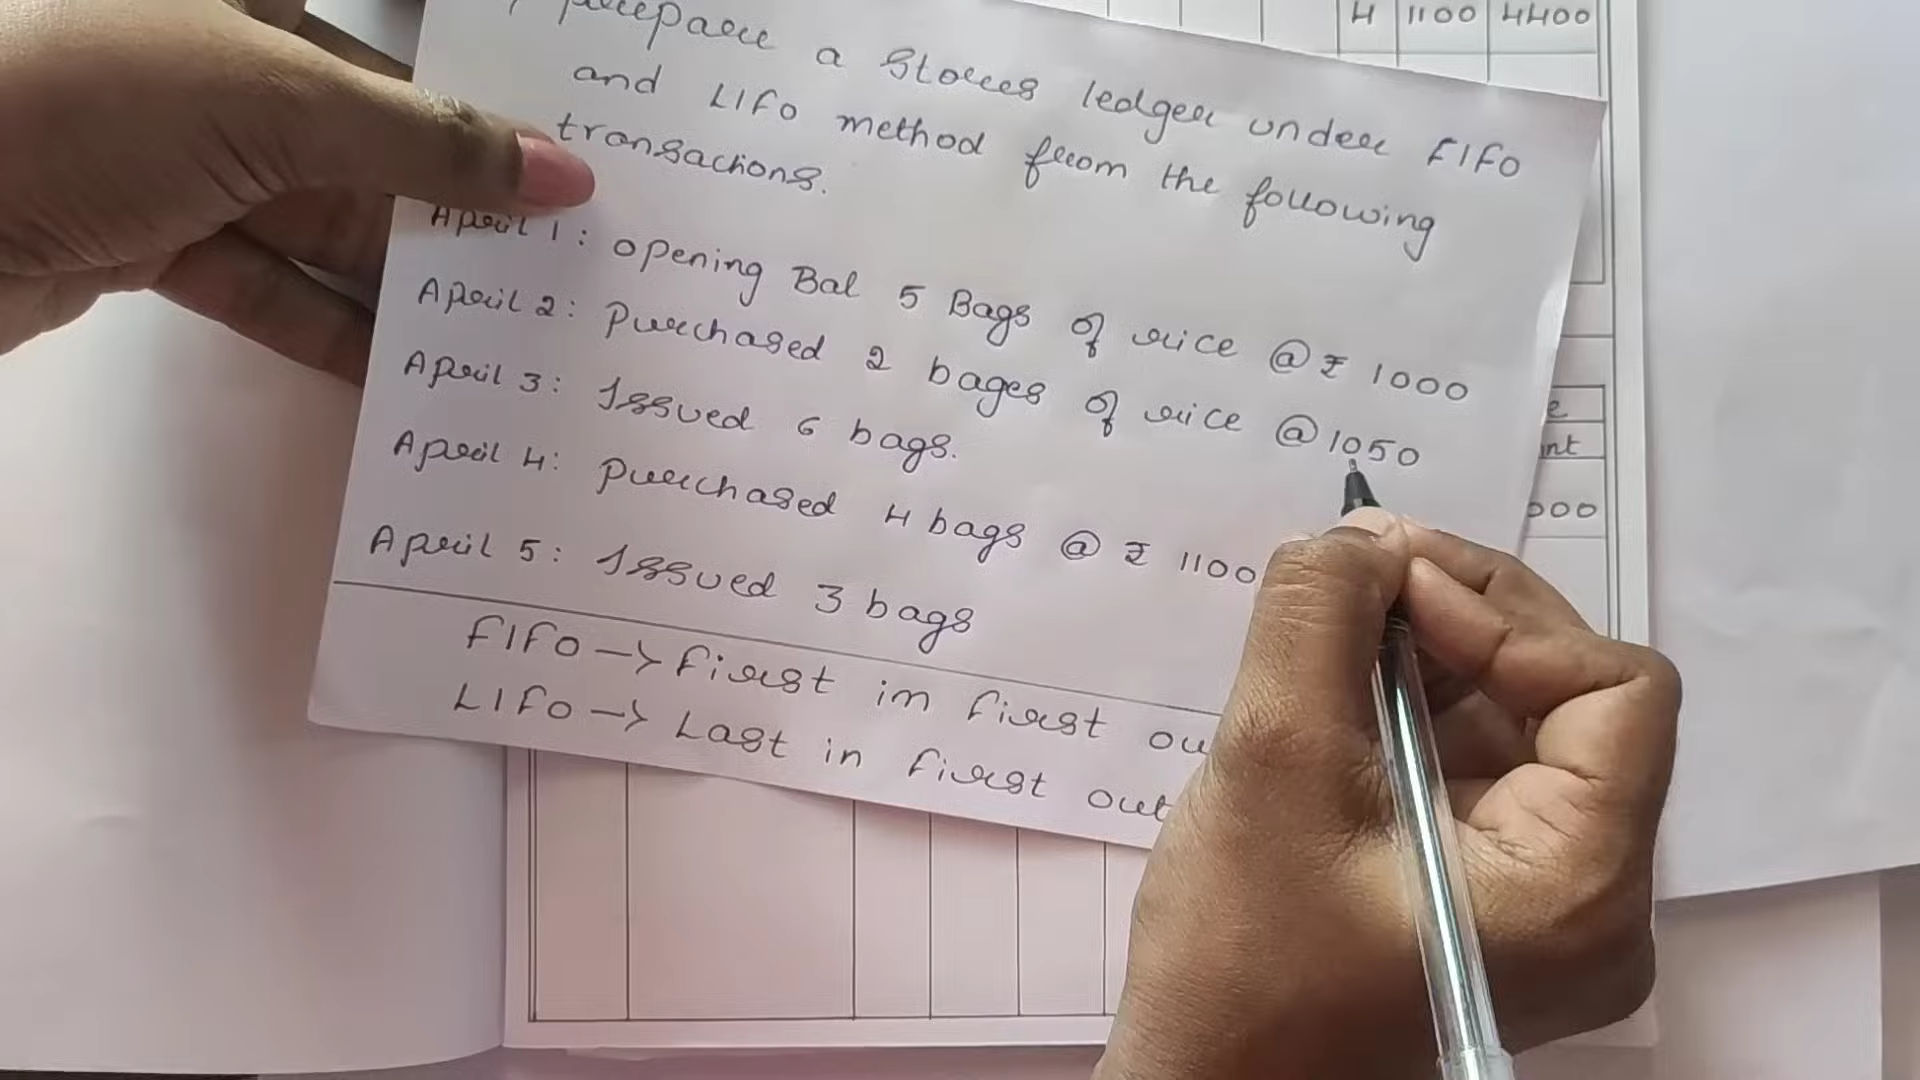 4 1100 4400
prepare a Stores ledger under FIFO
and LIFO method from the following
transactions.
April 1: opening Bal 5 Bags of rice @ ₹ 1000
April 2: Purchased 2 bages of rice @ 1050
April 3: Issued 6 bags.
April 4: Purchased 4 bags @ ₹ 1100
April 5: Issued 3 bags
FIFO → First in first ou
LIFO → Last in first out
e
nt
000